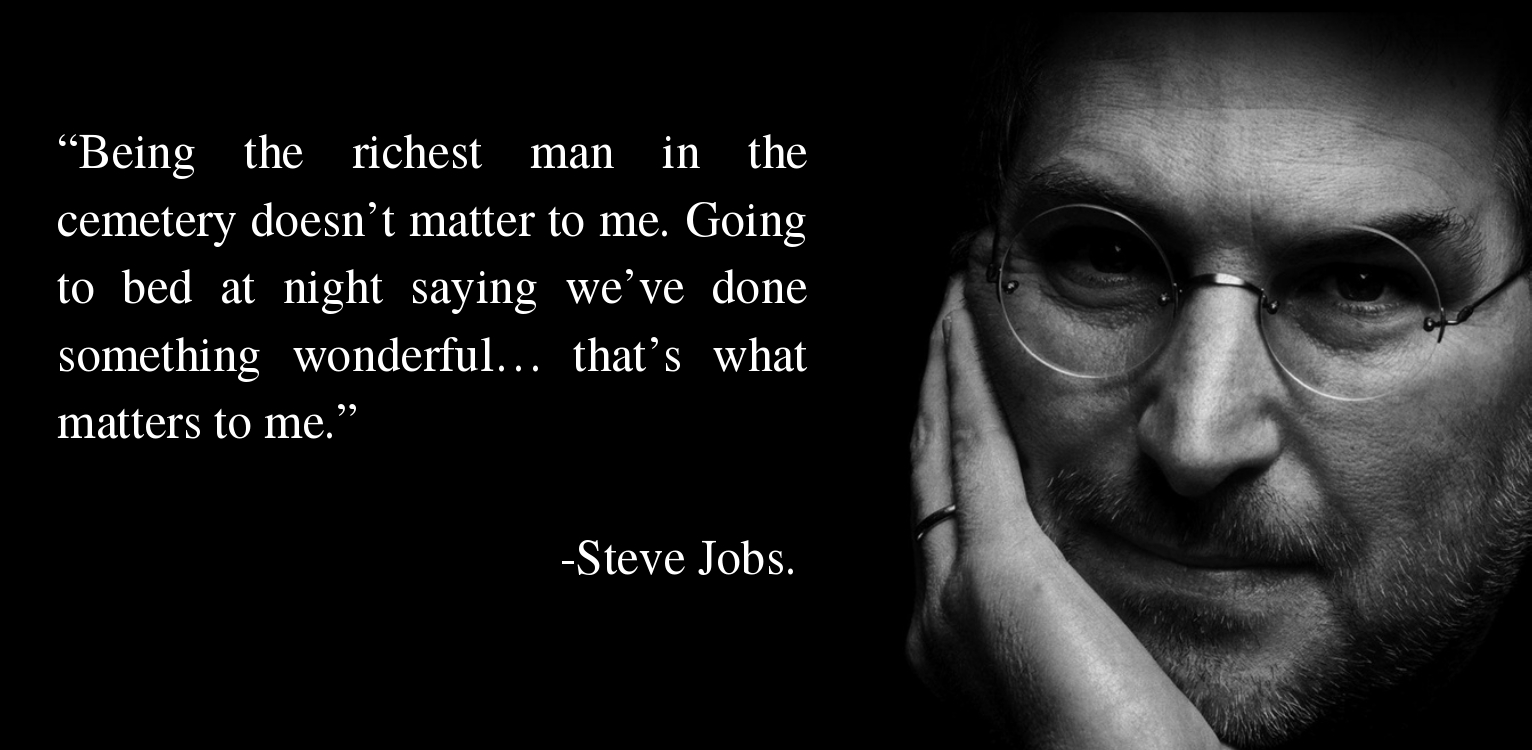 “Being the richest man in the
cemetery doesn’t matter to me. Going
to bed at night saying we’ve done
something wonderful… that’s what
matters to me.”
-Steve Jobs.